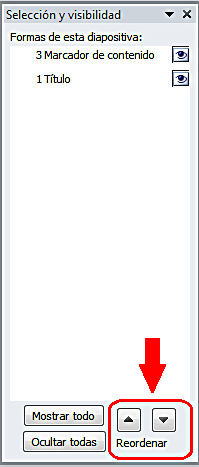 Selección y visibilidad
Formas de esta diapositiva:
3 Marcador de contenido
1 Título
Mostrar todo
Ocultar todas
Reordenar